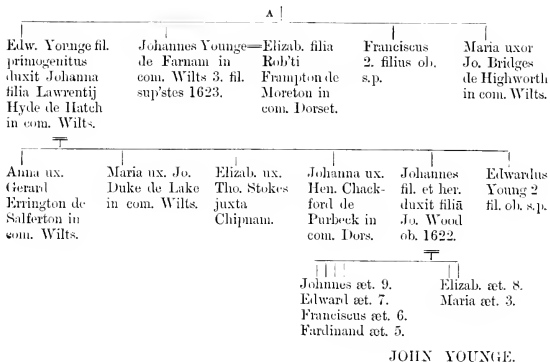 A
Edw. Younge fil.
primogenitus
duxit Johanna
filia Lawrentij
Hyde de Hatch
in com. Wilts.
Johannes Younge=Elizab. filia
de Farnam in
com. Wilts 3. fil.
sup'stes 1623.
Rob'ti
Frampton de
Moreton in
com. Dorset.
Franciscus
2. filius ob.
s.p.
Maria uxor
Jo. Bridges
de Highworth
in com. Wilts.
Anna ux.
Gerard
Errington de
Salferton in
com. Wilts.
Maria ux. Jo.
Duke de Lake
in com. Wilts.
Elizab. ux.
Tho. Stokes
juxta
Chipnam.
Johanna ux.
Hen. Chack-
ford de
Purbeck in
com. Dors.
Johannes
fil. et her.
duxit filiā
Jo. Wood
ob. 1622.
Edwardus
Young 2
fil. ob. s.p.
Johnnes æt. 9.
Edward æt. 7.
Franciscus æt. 6.
Fardinand æt. 5.
Elizab. æt. 8.
Maria æt. 3.
JOHN YOUNGE.